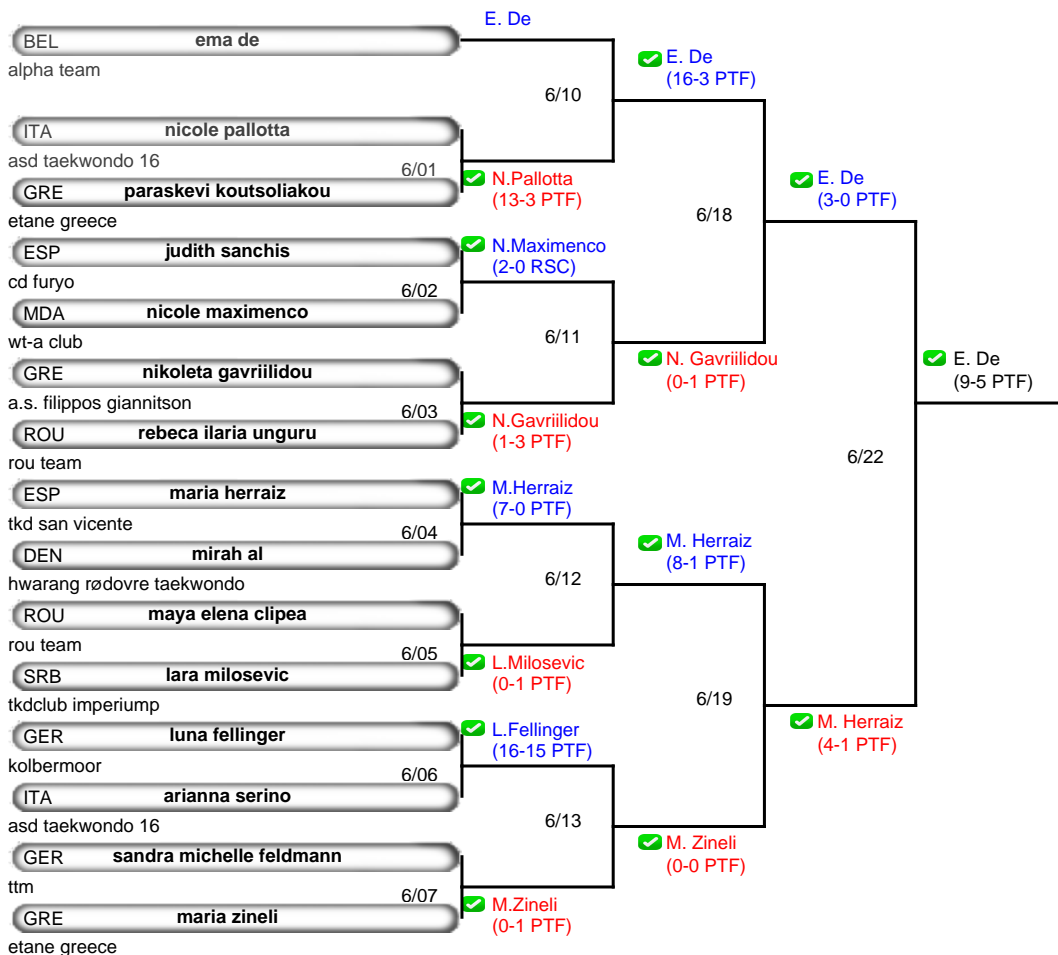 BEL ema de
alpha team
ITA nicole pallotta
asd taekwondo 16
6/01
GRE paraskevi koutsoliakou
etane greece
ESP judith sanchis
cd furyo
6/02
MDA nicole maximenco
wt-a club
GRE nikoleta gavriilidou
a.s. filippos giannitson
6/03
ROU rebeca ilaria unguru
rou team
ESP maria herraiz
tkd san vicente
6/04
DEN mirah al
hwarang rødovre taekwondo
ROU maya elena clipea
rou team
6/05
SRB lara milosevic
tkdclub imperiump
GER luna fellinger
kolbermoor
6/06
ITA arianna serino
asd taekwondo 16
GER sandra michelle feldmann
ttm
6/07
GRE maria zineli
etane greece
E. De
6/10
N.Pallotta
(13-3 PTF)
N.Maximenco
(2-0 RSC)
6/11
N.Gavriilidou
(1-3 PTF)
M.Herraiz
(7-0 PTF)
6/12
L.Milosevic
(0-1 PTF)
L.Fellinger
(16-15 PTF)
6/13
M.Zineli
(0-1 PTF)
E. De
(16-3 PTF)
6/18
N. Gavriilidou
(0-1 PTF)
M. Herraiz
(8-1 PTF)
6/19
M. Zineli
(0-0 PTF)
E. De
(3-0 PTF)
6/22
M. Herraiz
(4-1 PTF)
E. De
(9-5 PTF)